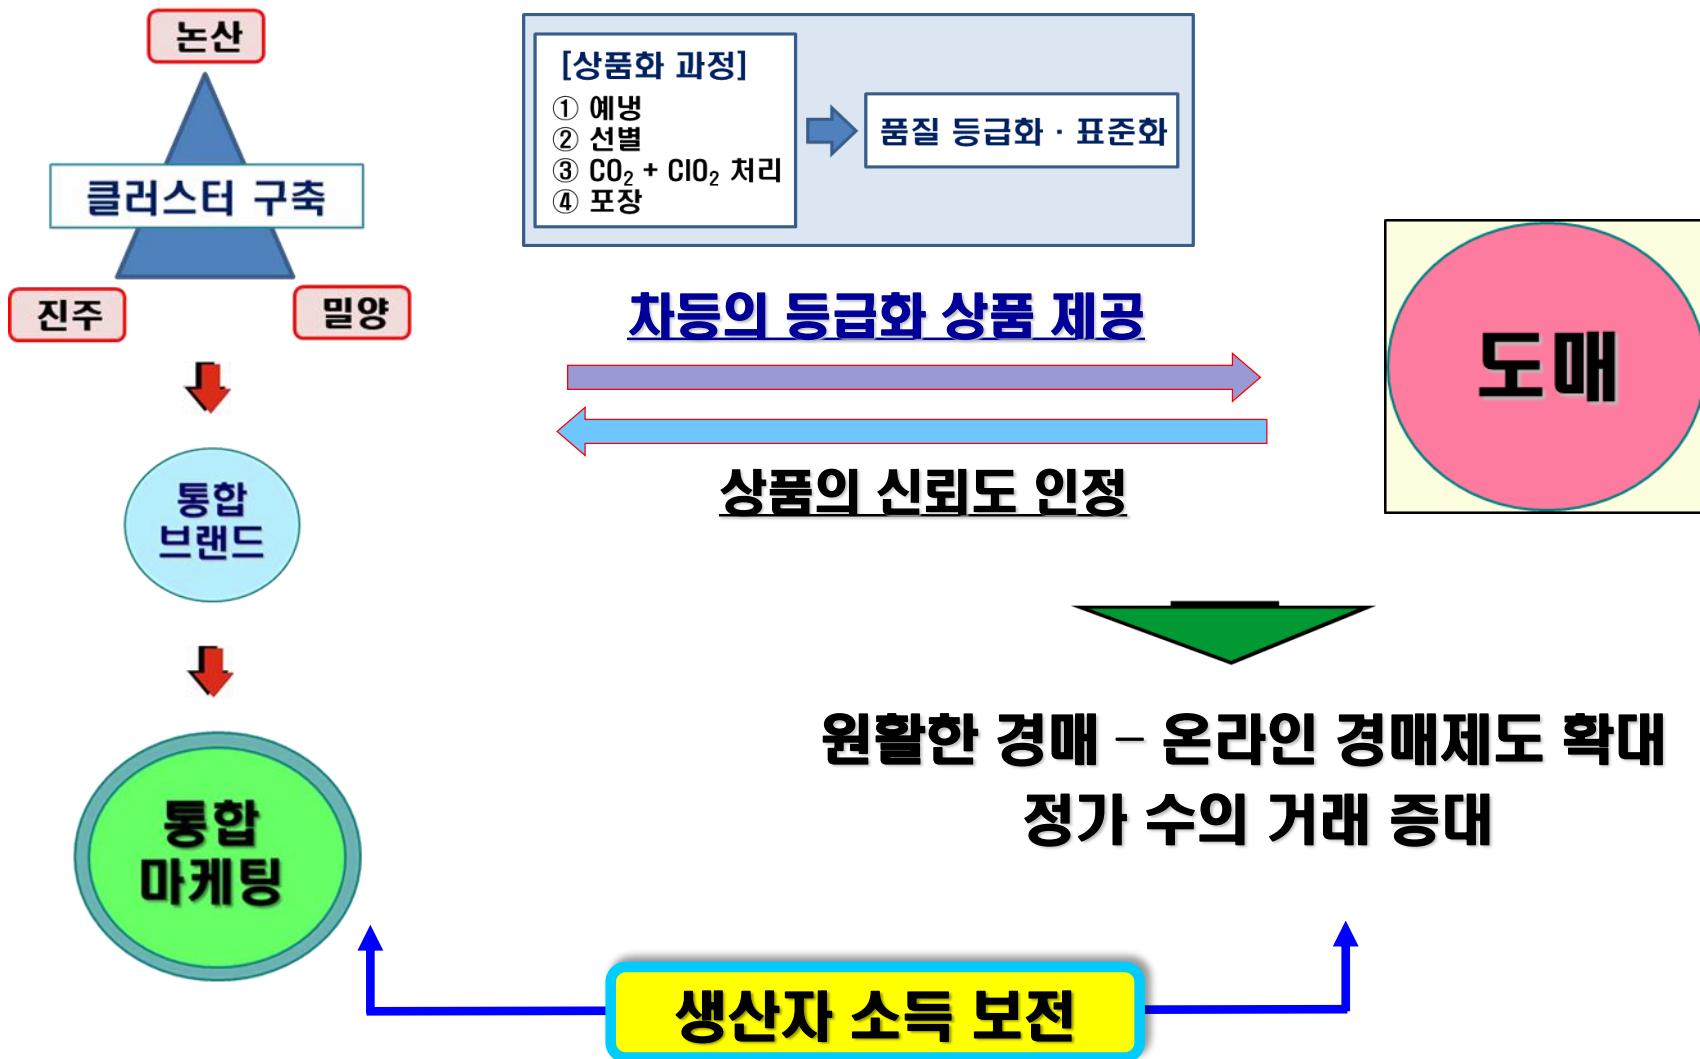 논산
클러스터 구축
진주
밀양
통합
브랜드
통합
마케팅
[상품화 과정]
① 예냉
② 선별
③ CO₂ + ClO₂ 처리
④ 포장
품질 등급화 · 표준화
차등의 등급화 상품 제공
상품의 신뢰도 인정
도매
원활한 경매 – 온라인 경매제도 확대
정가 수의 거래 증대
생산자 소득 보전